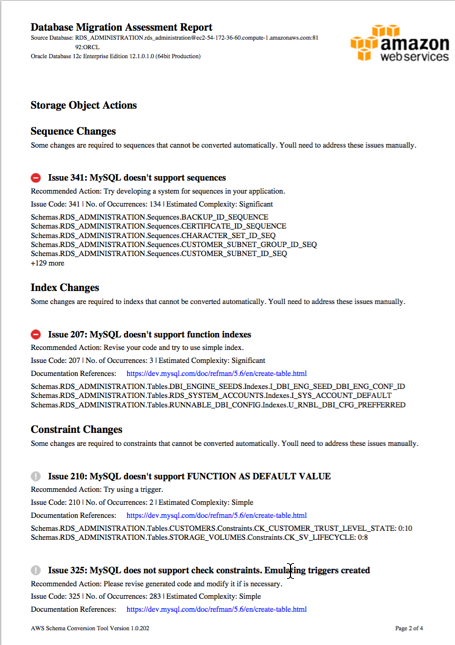 Database Migration Assessment Report
Source Database: RDS_ADMINISTRATION.rds_administration@ec2-54-172-36-60.compute-1.amazonaws.com:81
92:ORCL
Oracle Database 12c Enterprise Edition 12.1.0.1.0 (64bit Production)
amazon
web services
Storage Object Actions
Sequence Changes
Some changes are required to sequences that cannot be converted automatically. Youll need to address these issues manually.
Issue 341: MySQL doesn't support sequences
Recommended Action: Try developing a system for sequences in your application.
Issue Code: 341 | No. of Occurrences: 134 | Estimated Complexity: Significant
Schemas.RDS_ADMINISTRATION.Sequences.BACKUP_ID_SEQUENCE
Schemas.RDS_ADMINISTRATION.Sequences.CERTIFICATE_ID_SEQUENCE
Schemas.RDS_ADMINISTRATION.Sequences.CHARACTER_SET_ID_SEQ
Schemas.RDS_ADMINISTRATION.Sequences.CUSTOMER_SUBNET_GROUP_ID_SEQ
Schemas.RDS_ADMINISTRATION.Sequences.CUSTOMER_SUBNET_ID_SEQ
+129 more
Index Changes
Some changes are required to indexs that cannot be converted automatically. Youll need to address these issues manually.
Issue 207: MySQL doesn't support function indexes
Recommended Action: Revise your code and try to use simple index.
Issue Code: 207 | No. of Occurrences: 3 | Estimated Complexity: Significant
Documentation References: https://dev.mysql.com/doc/refman/5.6/en/create-table.html
Schemas.RDS_ADMINISTRATION.Tables.DBI_ENGINE_SEEDS.Indexes.I_DBI_ENG_SEED_DBI_ENG_CONF_ID
Schemas.RDS_ADMINISTRATION.Tables.RDS_SYSTEM_ACCOUNTS.Indexes.I_SYS_ACCOUNT_DEFAULT
Schemas.RDS_ADMINISTRATION.Tables.RUNNABLE_DBI_CONFIG.Indexes.U_RNBL_DBI_CFG_PREFFERRED
Constraint Changes
Some changes are required to constraints that cannot be converted automatically. Youll need to address these issues manually.
Issue 210: MySQL doesn't support FUNCTION AS DEFAULT VALUE
Recommended Action: Try using a trigger.
Issue Code: 210 | No. of Occurrences: 2 | Estimated Complexity: Simple
Documentation References: https://dev.mysql.com/doc/refman/5.6/en/create-table.html
Schemas.RDS_ADMINISTRATION.Tables.CUSTOMERS.Constraints.CK_CUSTOMER_TRUST_LEVEL_STATE: 0:10
Schemas.RDS_ADMINISTRATION.Tables.STORAGE_VOLUMES.Constraints.CK_SV_LIFECYCLE: 0:8
Issue 325: MySQL does not support check constraints. Emulating triggers created
Recommended Action: Please revise generated code and modify it if is necessary.
Issue Code: 325 | No. of Occurrences: 283 | Estimated Complexity: Simple
Documentation References: https://dev.mysql.com/doc/refman/5.6/en/create-table.html
AWS Schema Conversion Tool Version 1.0.202
Page 2 of 4